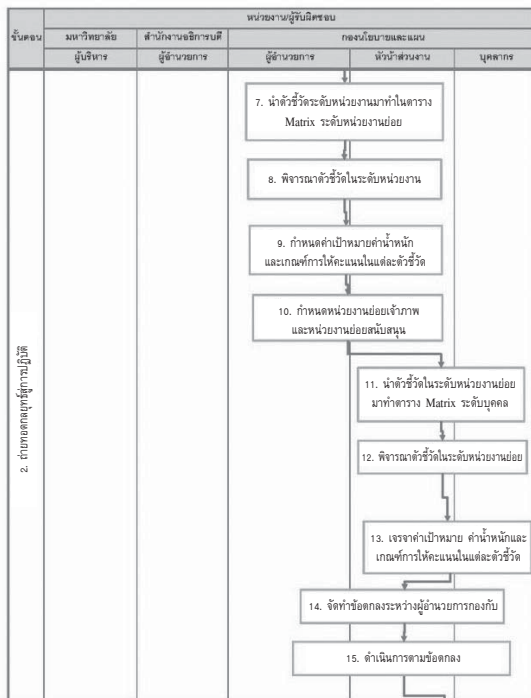 หน่วยงาน/ผู้รับผิดชอบ
ขั้นตอน
มหาวิทยาลัย
สำนักงานอธิการบดี
กองนโยบายและแผน
ผู้บริหาร
ผู้อำนวยการ
ผู้อำนวยการ
หัวหน้าส่วนงาน
บุคลากร
2. ถ่ายทอดกลยุทธ์สู่การปฏิบัติ
7. นำตัวชี้วัดระดับหน่วยงานมาทำในตาราง
Matrix ระดับหน่วยงานย่อย
8. พิจารณาตัวชี้วัดในระดับหน่วยงาน
9. กำหนดค่าเป้าหมายค่าน้ำหนัก
และเกณฑ์การให้คะแนนในแต่ละตัวชี้วัด
10. กำหนดหน่วยงานย่อยเจ้าภาพ
และหน่วยงานย่อยสนับสนุน
11. นำตัวชี้วัดในระดับหน่วยงานย่อย
มาทำตาราง Matrix ระดับบุคคล
12. พิจารณาตัวชี้วัดในระดับหน่วยงานย่อย
13. เจรจาค่าเป้าหมาย ค่าน้ำหนักและ
เกณฑ์การให้คะแนนในแต่ละตัวชี้วัด
14. จัดทำข้อตกลงระหว่างผู้อำนวยการกองกับ
15. ดำเนินการตามข้อตกลง